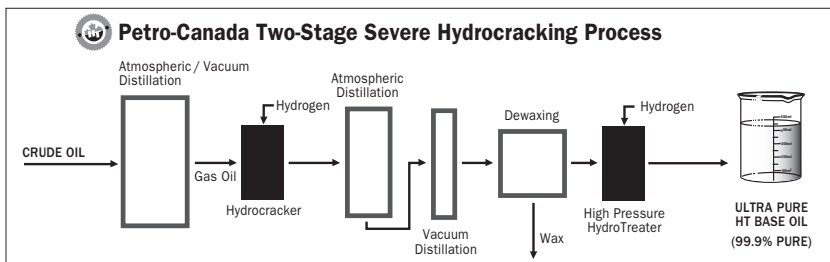 Petro-Canada Two-Stage Severe Hydrocracking Process
Atmospheric / Vacuum
Distillation
Atmospheric
Distillation
Hydrogen
Dewaxing
Hydrogen
CRUDE OIL
Gas Oil
Hydrocracker
Vacuum
Distillation
Wax
High Pressure
HydroTreater
ULTRA PURE
HT BASE OIL
(99.9% PURE)